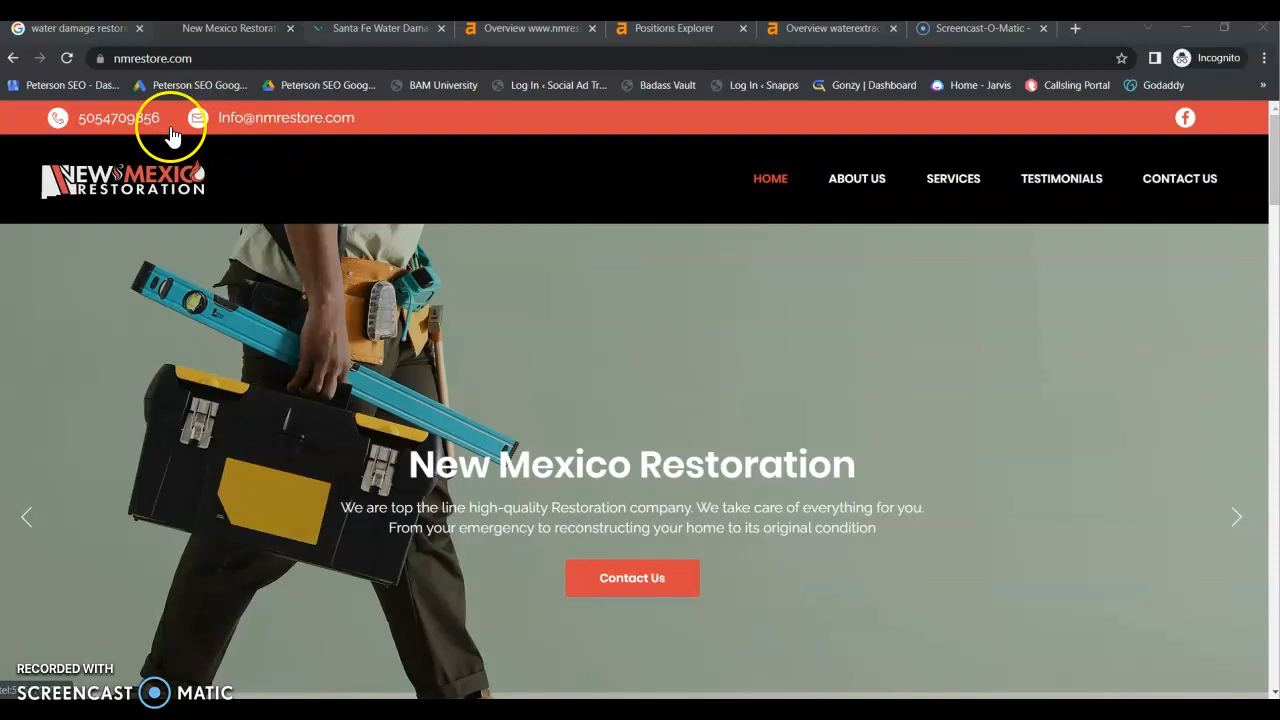 water damage restora
New Mexico Restorati
Santa Fe Water Dama
Overview www.nmres
Positions Explorer
Overview waterextrac
Screencast-O-Matic -
nmrestore.com
Incognito
Peterson SEO - Das...
Peterson SEO Goog...
Peterson SEO Goog...
BAM University
Log In ‹ Social Ad Tr...
Badass Vault
Log In ‹ Snapps
Gonzy | Dashboard
Home - Jarvis
Callsling Portal
Godaddy
»
5054709856
Info@nmrestore.com
NEW MEXICO
RESTORATION
HOME
ABOUT US
SERVICES
TESTIMONIALS
CONTACT US
New Mexico Restoration
We are top the line high-quality Restoration company. We take care of everything for you.
From your emergency to reconstructing your home to its original condition
Contact Us
RECORDED WITH
SCREENCAST MATIC